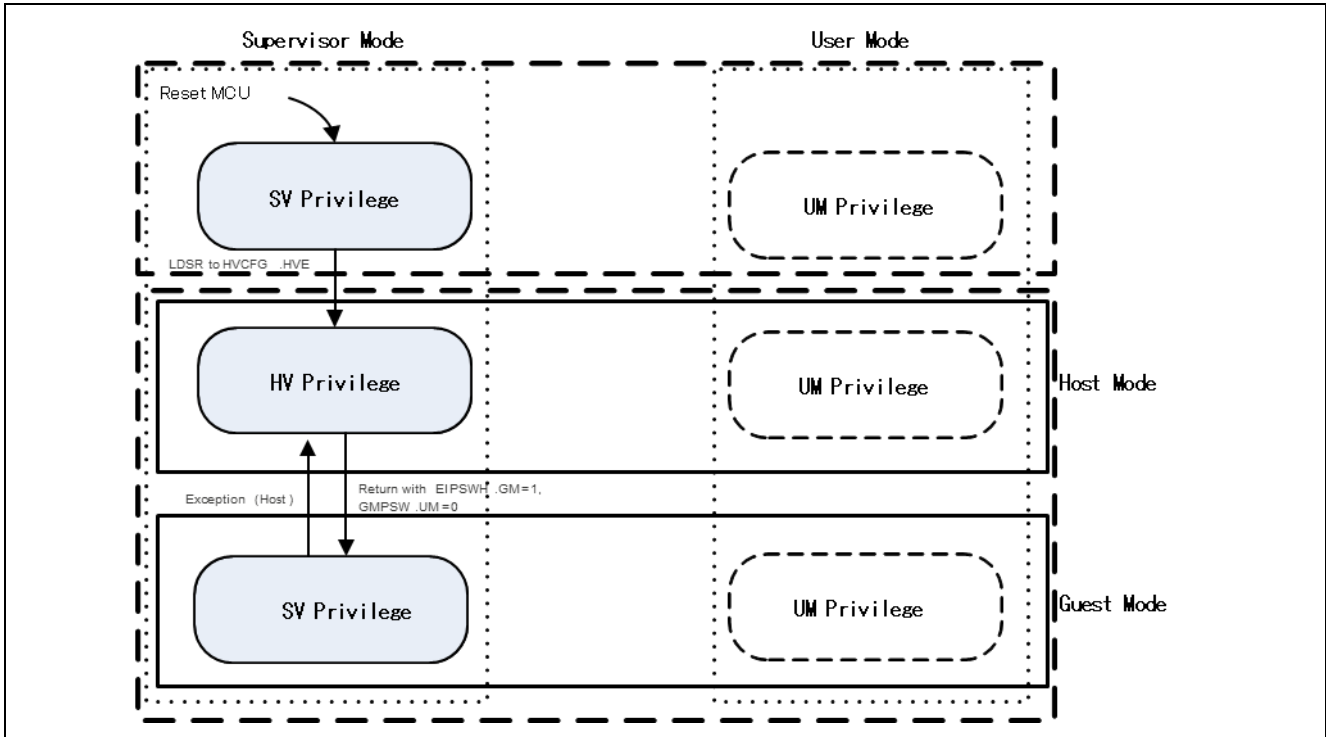 Supervisor Mode
User Mode
Reset MCU
SV Privilege
UM Privilege
LDSR to HVCFG .HVE
HV Privilege
UM Privilege
Host Mode
Exception (Host)
Return with EIPSWH .GM=1,
GMPSW .UM=0
SV Privilege
UM Privilege
Guest Mode